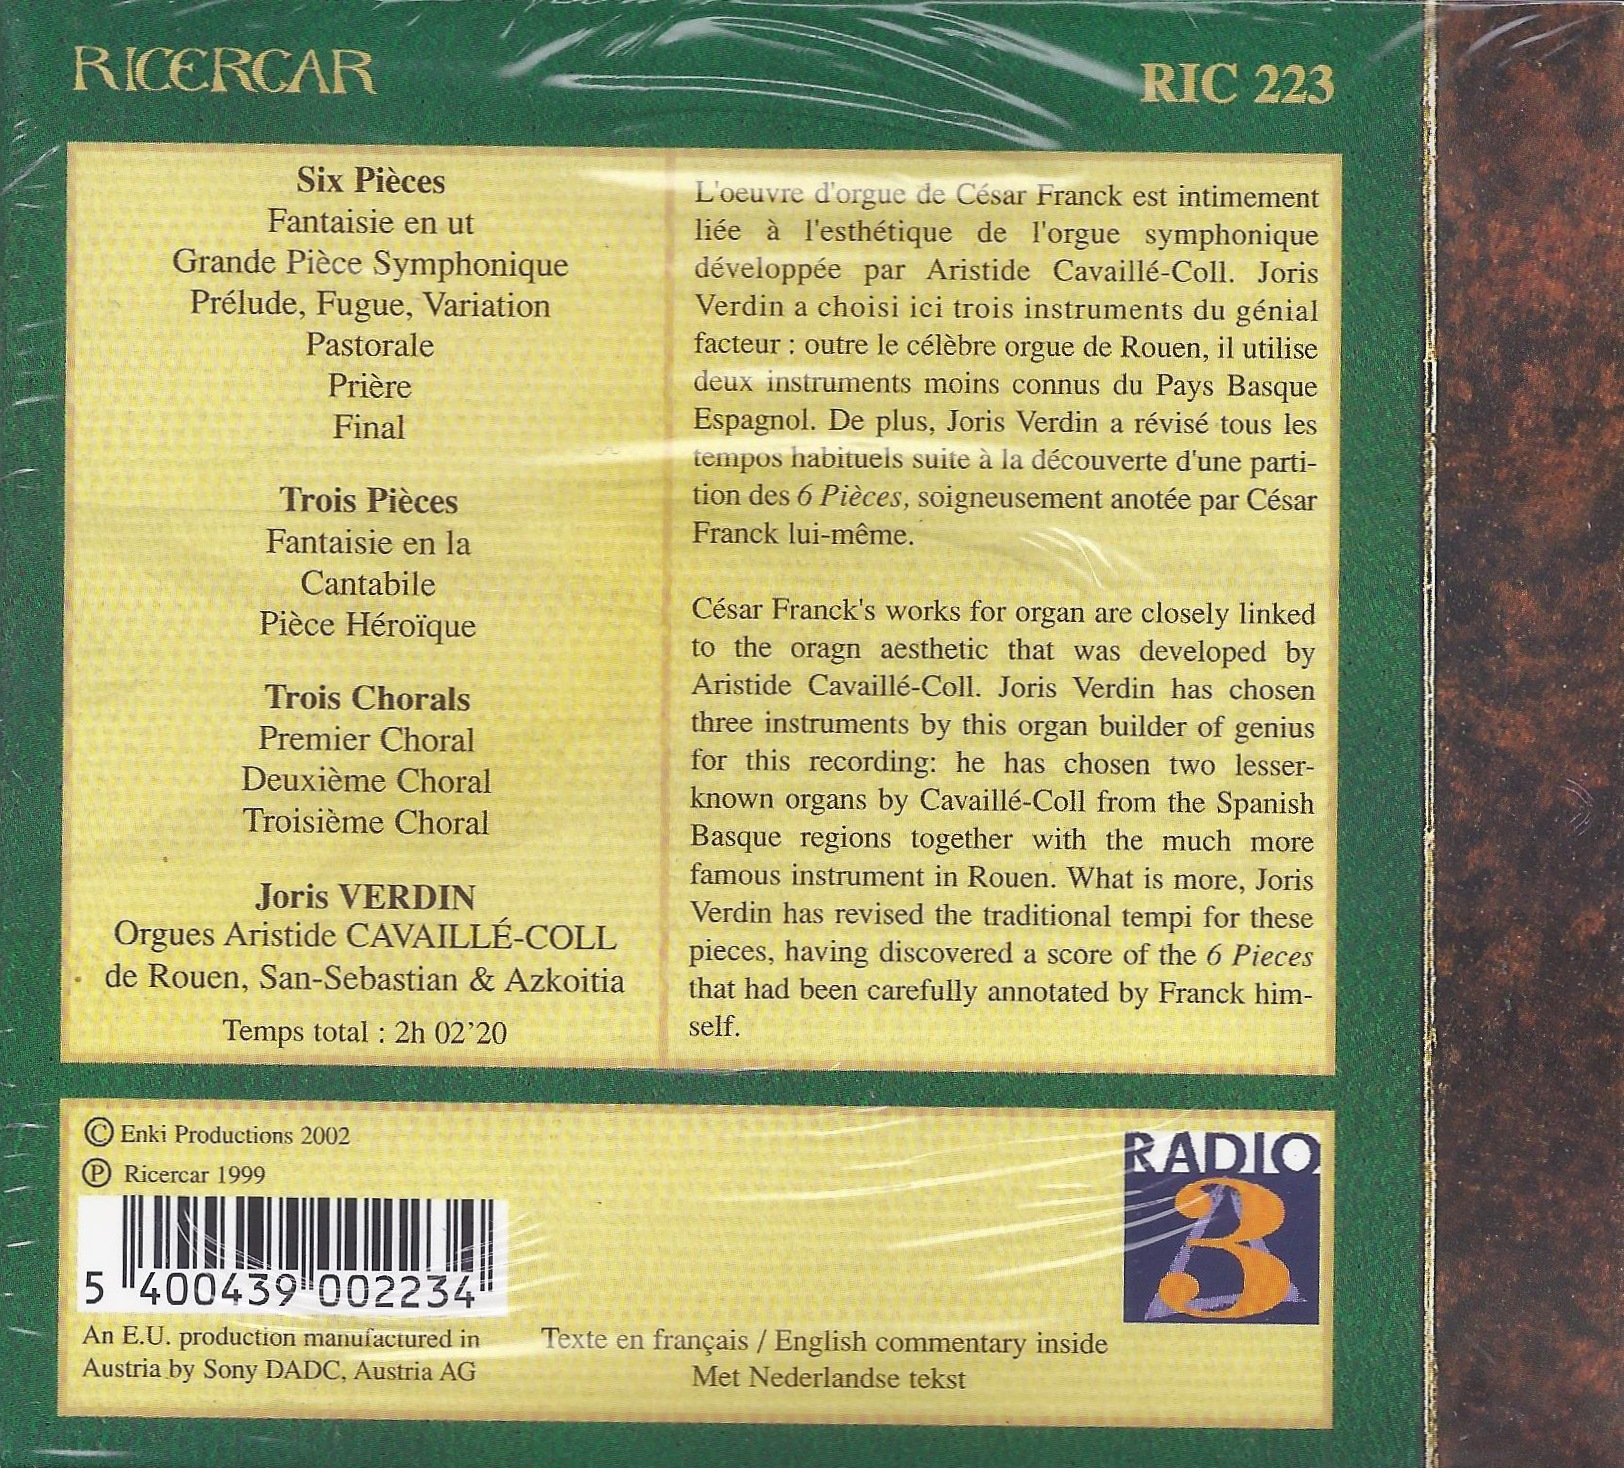 RICERCAR
RIC 223
Six Pièces
Fantaisie en ut
Grande Pièce Symphonique
Prélude, Fugue, Variation
Pastorale
Prière
Final
Trois Pièces
Fantaisie en la
Cantabile
Pièce Héroïque
Trois Chorals
Premier Choral
Deuxième Choral
Troisième Choral
Joris VERDIN
Orgues Aristide CAVAILLÉ-COLL
de Rouen, San-Sebastian & Azkoitia
Temps total : 2h 02'20
L'oeuvre d'orgue de César Franck est intimement
liée à l'esthétique de l'orgue symphonique
développée par Aristide Cavaillé-Coll. Joris
Verdin a choisi ici trois instruments du génial
facteur : outre le célèbre orgue de Rouen, il utilise
deux instruments moins connus du Pays Basque
Espagnol. De plus, Joris Verdin a révisé tous les
tempos habituels suite à la découverte d'une parti-
tion des 6 Pièces, soigneusement anotée par César
Franck lui-même.
César Franck's works for organ are closely linked
to the oragn aesthetic that was developed by
Aristide Cavaillé-Coll. Joris Verdin has chosen
three instruments by this organ builder of genius
for this recording: he has chosen two lesser-
known organs by Cavaillé-Coll from the Spanish
Basque regions together with the much more
famous instrument in Rouen. What is more, Joris
Verdin has revised the traditional tempi for these
pieces, having discovered a score of the 6 Pieces
that had been carefully annotated by Franck him-
self.
© Enki Productions 2002
℗ Ricercar 1999
5 400439 002234
An E.U. production manufactured in
Austria by Sony DADC, Austria AG
Texte en français / English commentary inside
Met Nederlandse tekst
RADIO
3